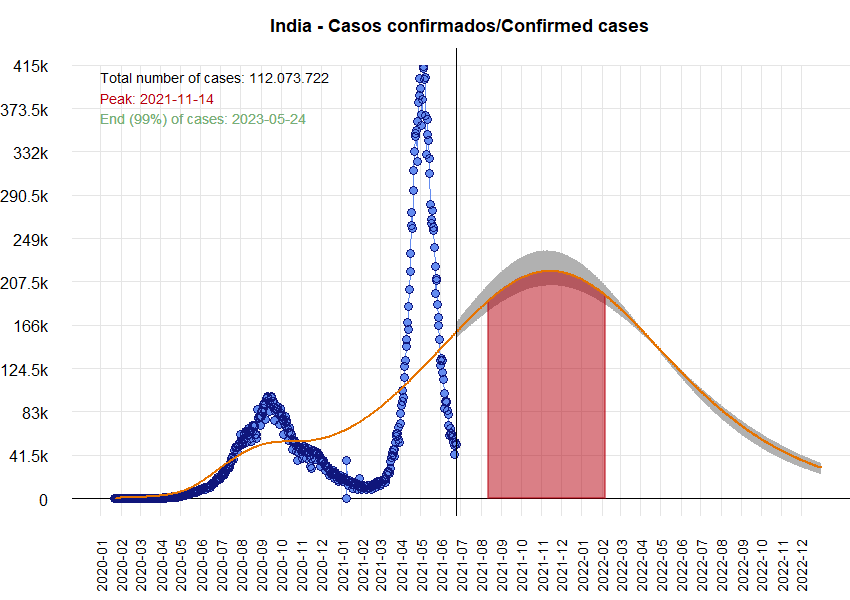 India - Casos confirmados/Confirmed cases
Total number of cases: 112.073.722
Peak: 2021-11-14
End (99%) of cases: 2023-05-24
415k
373.5k
332k
290.5k
249k
207.5k
166k
124.5k
83k
41.5k
0
2020-01
2020-02
2020-03
2020-04
2020-05
2020-06
2020-07
2020-08
2020-09
2020-10
2020-11
2020-12
2021-01
2021-02
2021-03
2021-04
2021-05
2021-06
2021-07
2021-08
2021-09
2021-10
2021-11
2021-12
2022-01
2022-02
2022-03
2022-04
2022-05
2022-06
2022-07
2022-08
2022-09
2022-10
2022-11
2022-12